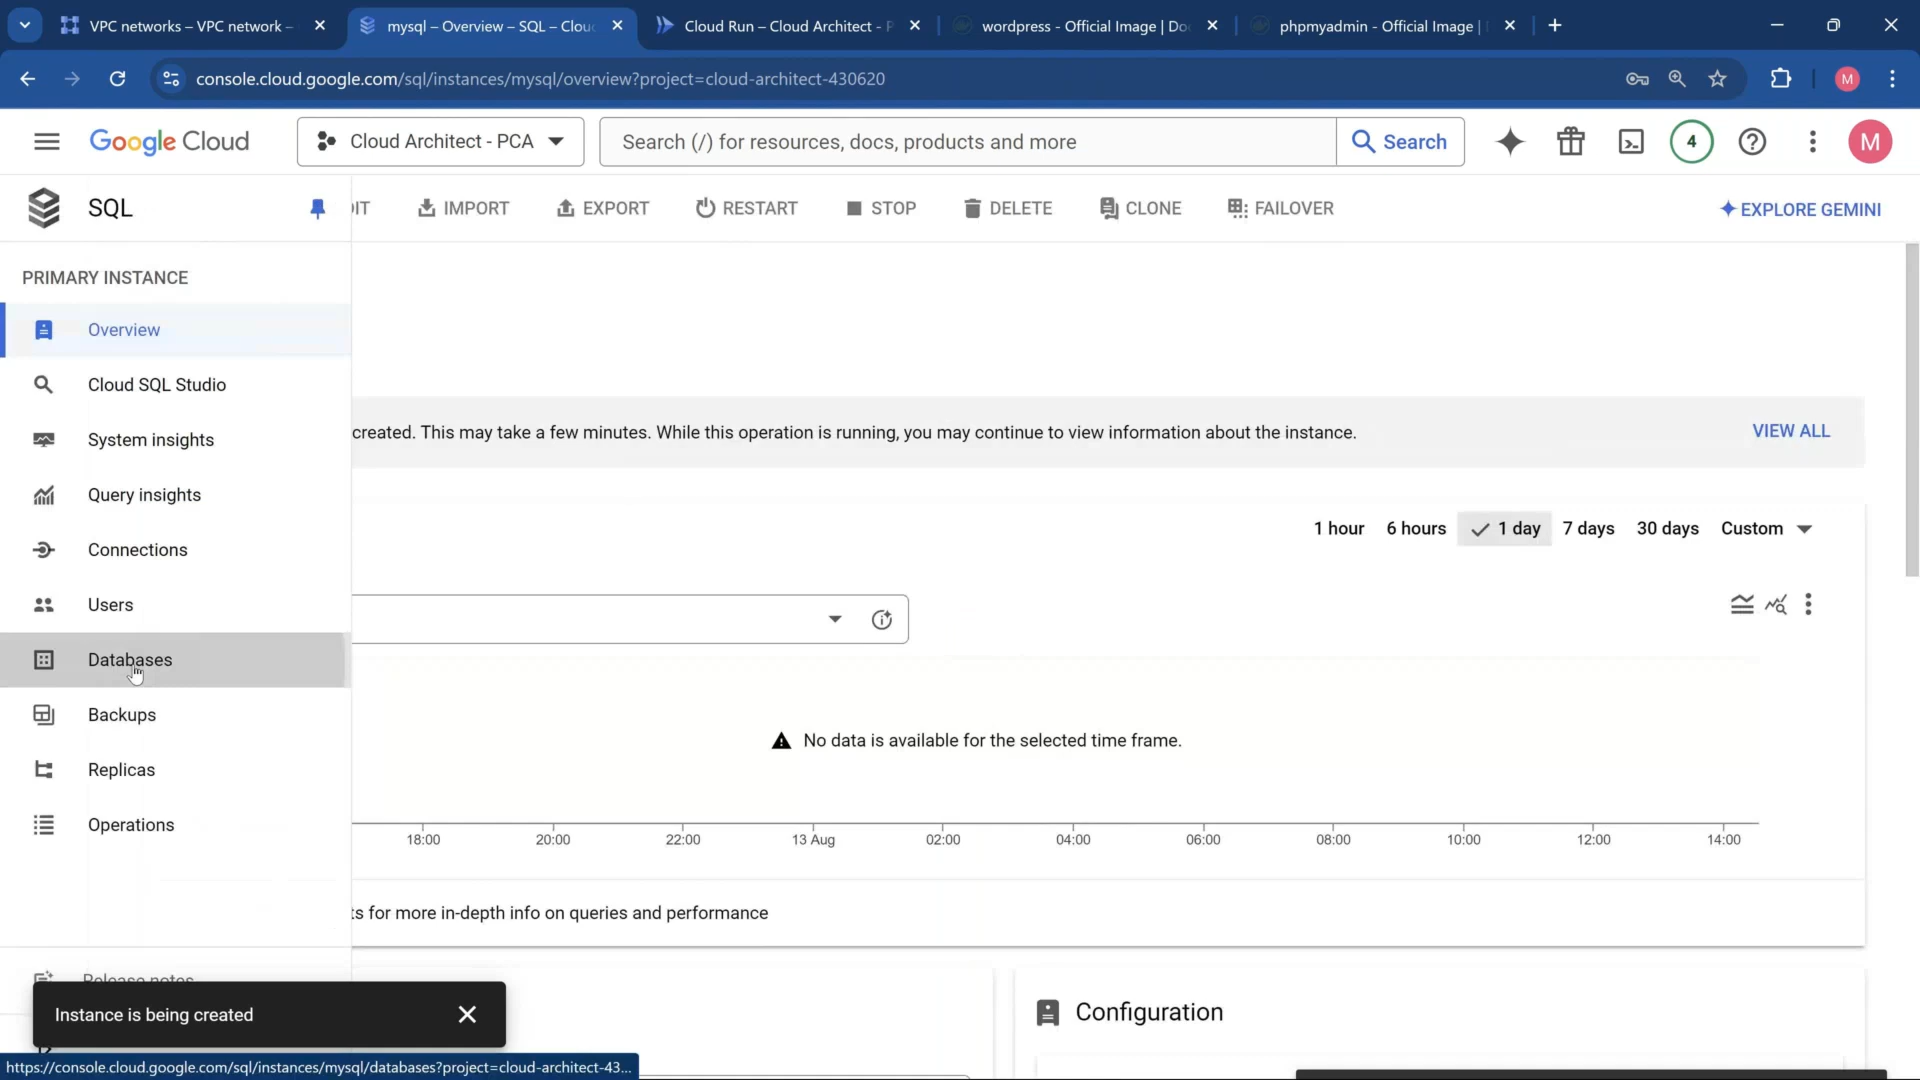 VPC networks – VPC network –
mysql – Overview – SQL – Clou
Cloud Run – Cloud Architect - P
wordpress - Official Image | Do
phpmyadmin - Official Image |
console.cloud.google.com/sql/instances/mysql/overview?project=cloud-architect-430620
M
Google Cloud
Cloud Architect - PCA
Search (/) for resources, docs, products and more
Search
4
M
SQL
DIT
IMPORT
EXPORT
RESTART
STOP
DELETE
CLONE
FAILOVER
EXPLORE GEMINI
PRIMARY INSTANCE
Overview
Cloud SQL Studio
System insights
Query insights
Connections
Users
Databases
Backups
Replicas
Operations
Release notes
created. This may take a few minutes. While this operation is running, you may continue to view information about the instance.
VIEW ALL
1 hour
6 hours
1 day
7 days
30 days
Custom
No data is available for the selected time frame.
18:00
20:00
22:00
13 Aug
02:00
04:00
06:00
08:00
10:00
12:00
14:00
ts for more in-depth info on queries and performance
Configuration
Instance is being created
https://console.cloud.google.com/sql/instances/mysql/databases?project=cloud-architect-43...